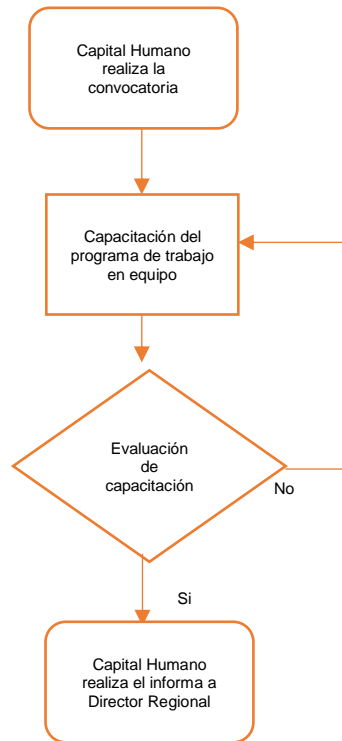 Capital Humano
realiza la
convocatoria
Capacitación del
programa de trabajo
en equipo
Evaluación
de
capacitación
No
Si
Capital Humano
realiza el informa a
Director Regional